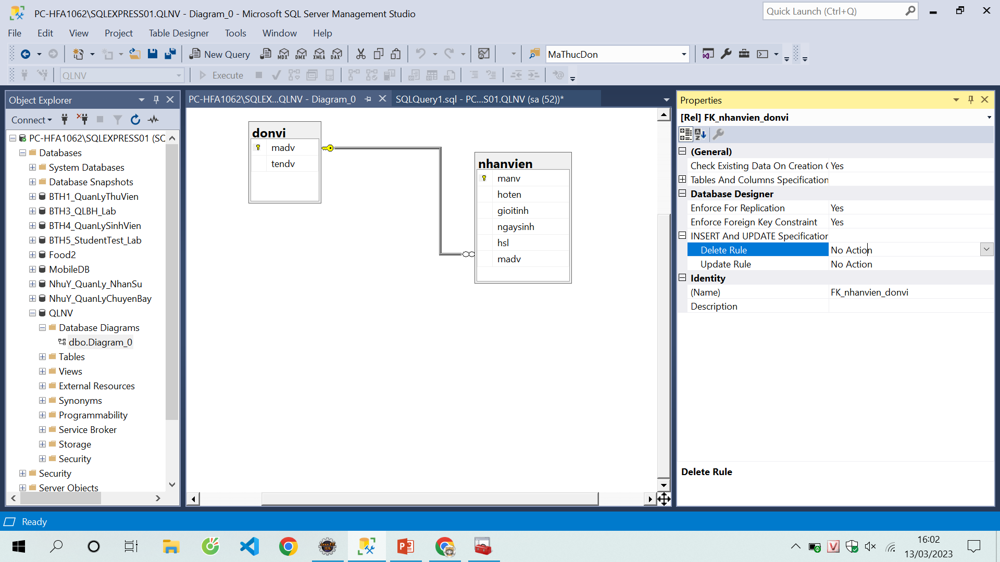 PC-HFA1062\SQLEXPRESS01.QLNV - Diagram_0 - Microsoft SQL Server Management Studio
Quick Launch (Ctrl+Q)
File Edit View Project Table Designer Tools Window Help
New Query MDX DMX XMLA DAX MaThucDon
QLNV Execute
Object Explorer
Connect
PC-HFA1062\SQLEXPRESS01 (SC
Databases
System Databases
Database Snapshots
BTH1_QuanLyThuVien
BTH3_QLBH_Lab
BTH4_QuanLySinhVien
BTH5_StudentTest_Lab
Food2
MobileDB
NhuY_QuanLy_NhanSu
NhuY_QuanLyChuyenBay
QLNV
Database Diagrams
dbo.Diagram_0
Tables
Views
External Resources
Synonyms
Programmability
Service Broker
Storage
Security
Security
Server Objects
PC-HFA1062\SQLEX...QLNV - Diagram_0
SQLQuery1.sql - PC...S01.QLNV (sa (52))*
donvi
madv
tendv
nhanvien
manv
hoten
gioitinh
ngaysinh
hsl
madv
Properties
[Rel] FK_nhanvien_donvi
(General)
Check Existing Data On Creation O Yes
Tables And Columns Specification
Database Designer
Enforce For Replication Yes
Enforce Foreign Key Constraint Yes
INSERT And UPDATE Specification
Delete Rule No Action
Update Rule No Action
Identity
(Name) FK_nhanvien_donvi
Description
Delete Rule
Ready
16:02
13/03/2023